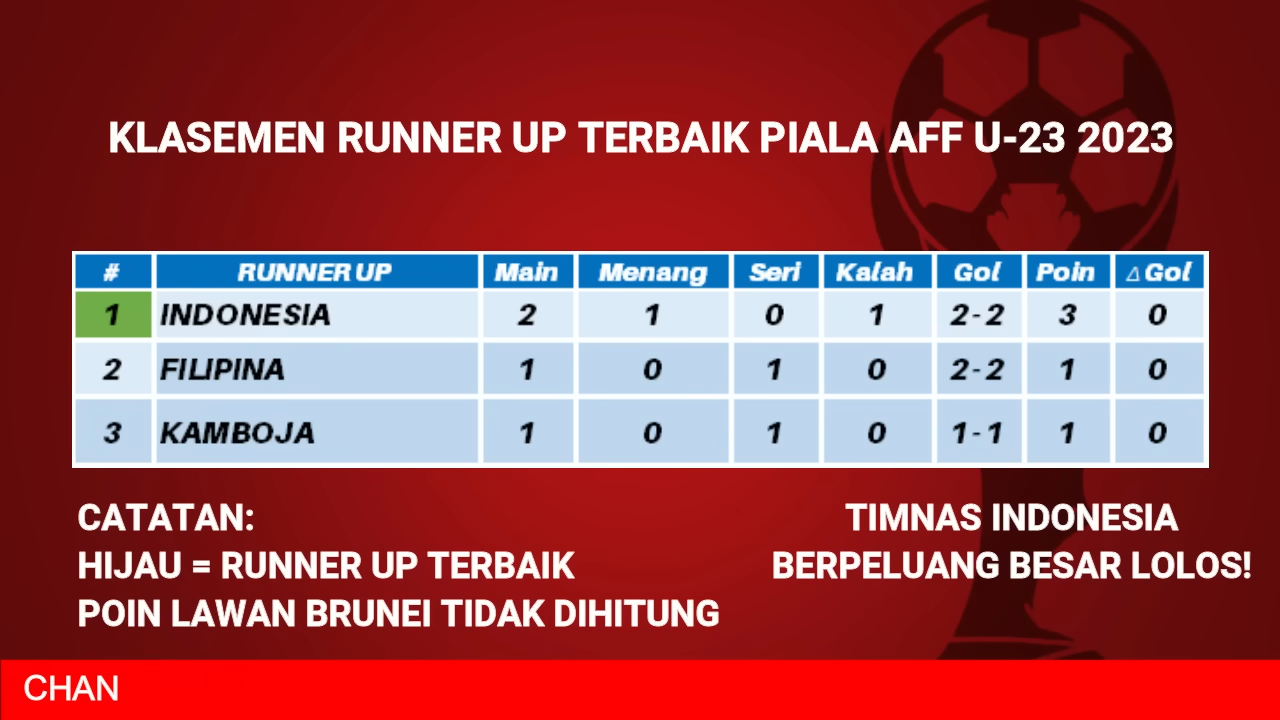 KLASEMEN RUNNER UP TERBAIK PIALA AFF U-23 2023
# RUNNER UP Main Menang Seri Kalah Gol Poin △ Gol
1 INDONESIA 2 1 0 1 2-2 3 0
2 FILIPINA 1 0 1 0 2-2 1 0
3 KAMBOJA 1 0 1 0 1-1 1 0
CATATAN:
HIJAU = RUNNER UP TERBAIK
POIN LAWAN BRUNEI TIDAK DIHITUNG
TIMNAS INDONESIA
BERPELUANG BESAR LOLOS!
CHAN